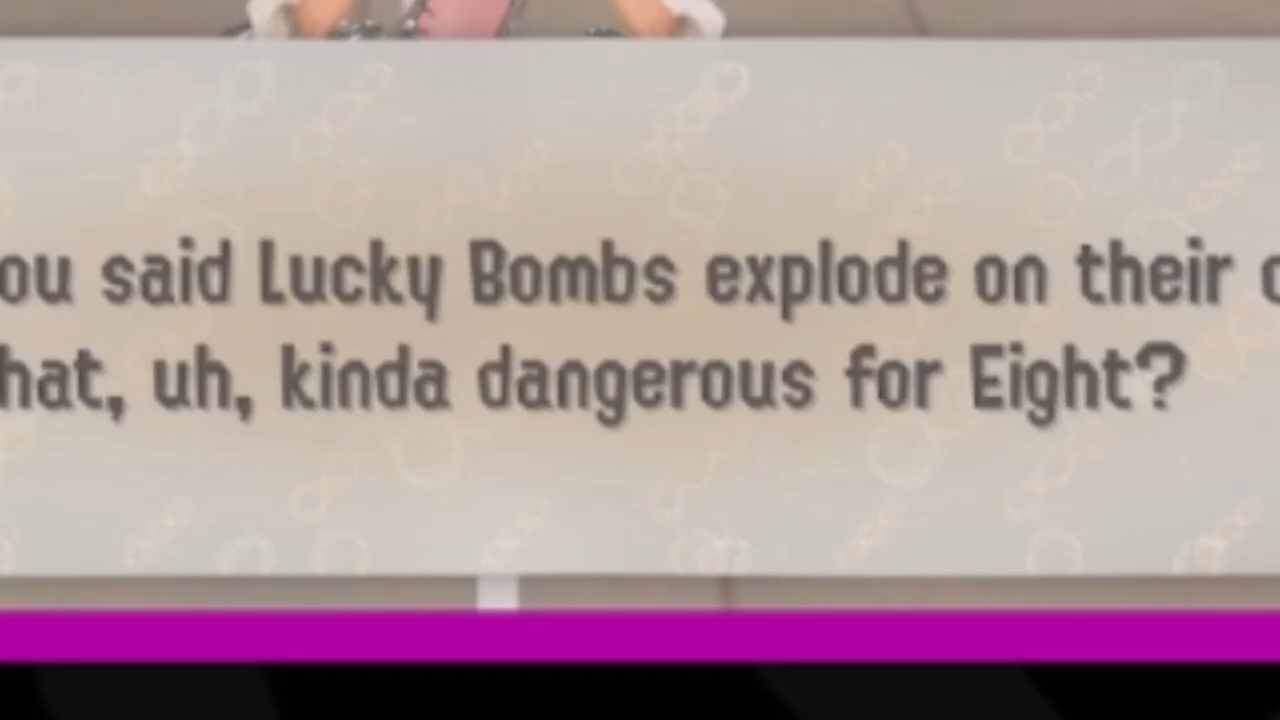 ou said Lucky Bombs explode on their o
hat, uh, kinda dangerous for Eight?